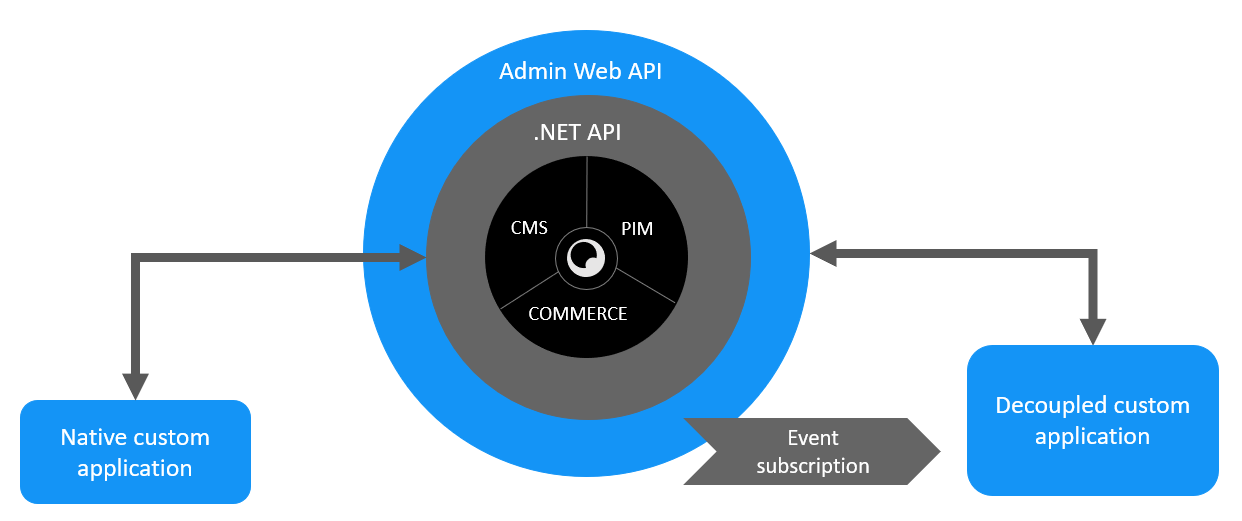 Admin Web API
.NET API
CMS
PIM
COMMERCE
Native custom
application
Event
subscription
Decoupled custom
application